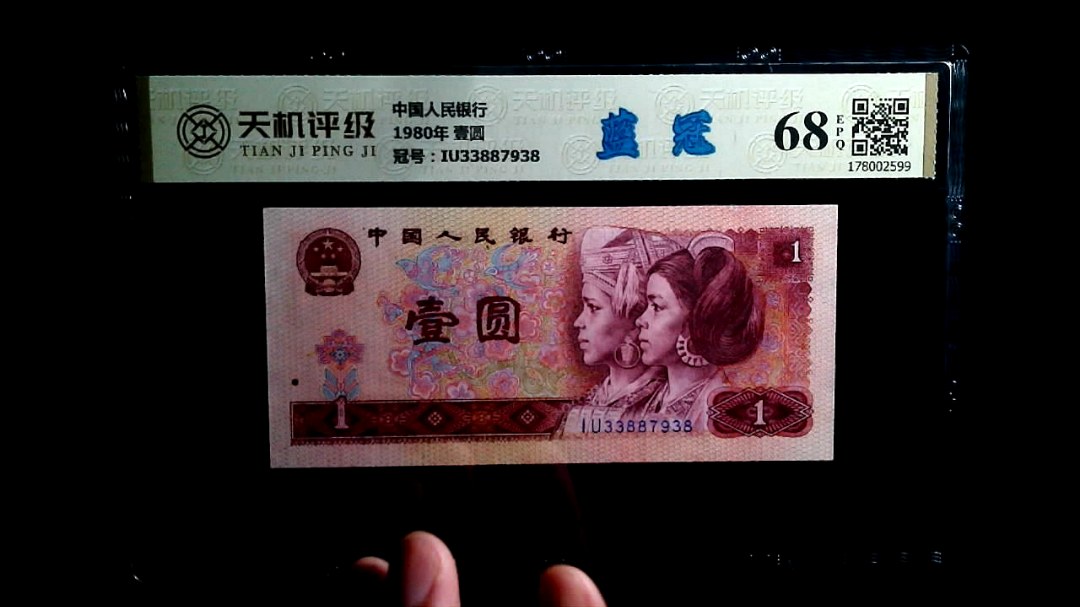 天机评级
TIAN JI PING JI
中国人民银行
1980年 壹圆
冠号：IU33887938
蓝冠
68
EPQ
178002599
中国人民银行
1
壹圆
1
1
IU33887938